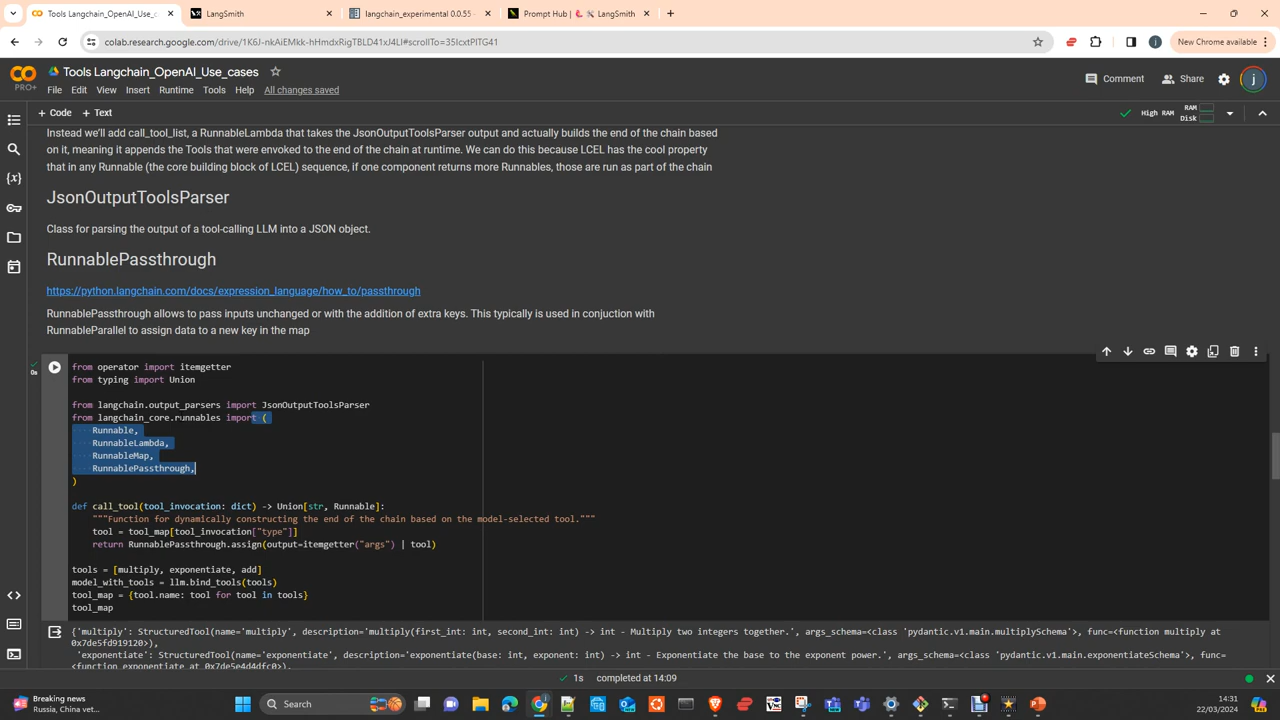 Tools Langchain_OpenAI_Use_c
LangSmith
langchain_experimental 0.0.55
Prompt Hub | 🦜🛠️ LangSmith
colab.research.google.com/drive/1K6J-nkAiEMkk-hHmdxRigTBLD41xJ4LI#scrollTo=35IcxtPlTG41
New Chrome available
CO
PRO+
Tools Langchain_OpenAI_Use_cases
Comment
Share
j
File Edit View Insert Runtime Tools Help All changes saved
+ Code + Text
High RAM RAM
Disk
Instead we'll add call_tool_list, a RunnableLambda that takes the JsonOutputToolsParser output and actually builds the end of the chain based
on it, meaning it appends the Tools that were envoked to the end of the chain at runtime. We can do this because LCEL has the cool property
that in any Runnable (the core building block of LCEL) sequence, if one component returns more Runnables, those are run as part of the chain
JsonOutputToolsParser
Class for parsing the output of a tool-calling LLM into a JSON object.
RunnablePassthrough
https://python.langchain.com/docs/expression_language/how_to/passthrough
RunnablePassthrough allows to pass inputs unchanged or with the addition of extra keys. This typically is used in conjuction with
RunnableParallel to assign data to a new key in the map
0s
from operator import itemgetter
from typing import Union
from langchain.output_parsers import JsonOutputToolsParser
from langchain_core.runnables import (
Runnable,
RunnableLambda,
RunnableMap,
RunnablePassthrough,
)
def call_tool(tool_invocation: dict) -> Union[str, Runnable]:
"""Function for dynamically constructing the end of the chain based on the model-selected tool."""
tool = tool_map[tool_invocation["type"]]
return RunnablePassthrough.assign(output=itemgetter("args") | tool)
tools = [multiply, exponentiate, add]
model_with_tools = llm.bind_tools(tools)
tool_map = {tool.name: tool for tool in tools}
tool_map
{'multiply': StructuredTool(name='multiply', description='multiply(first_int: int, second_int: int) -> int - Multiply two integers together.', args_schema=<class 'pydantic.v1.main.multiplySchema'>, func=<function multiply at
0x7de5fd919120>),
'exponentiate': StructuredTool(name='exponentiate', description='exponentiate(base: int, exponent: int) -> int - Exponentiate the base to the exponent power.', args_schema=<class 'pydantic.v1.main.exponentiateSchema'>, func=
<function exponentiate at 0x7de5e4d4dfc0>),
1s completed at 14:09
Breaking news
Russia, China vet...
Search
14:31
22/03/2024